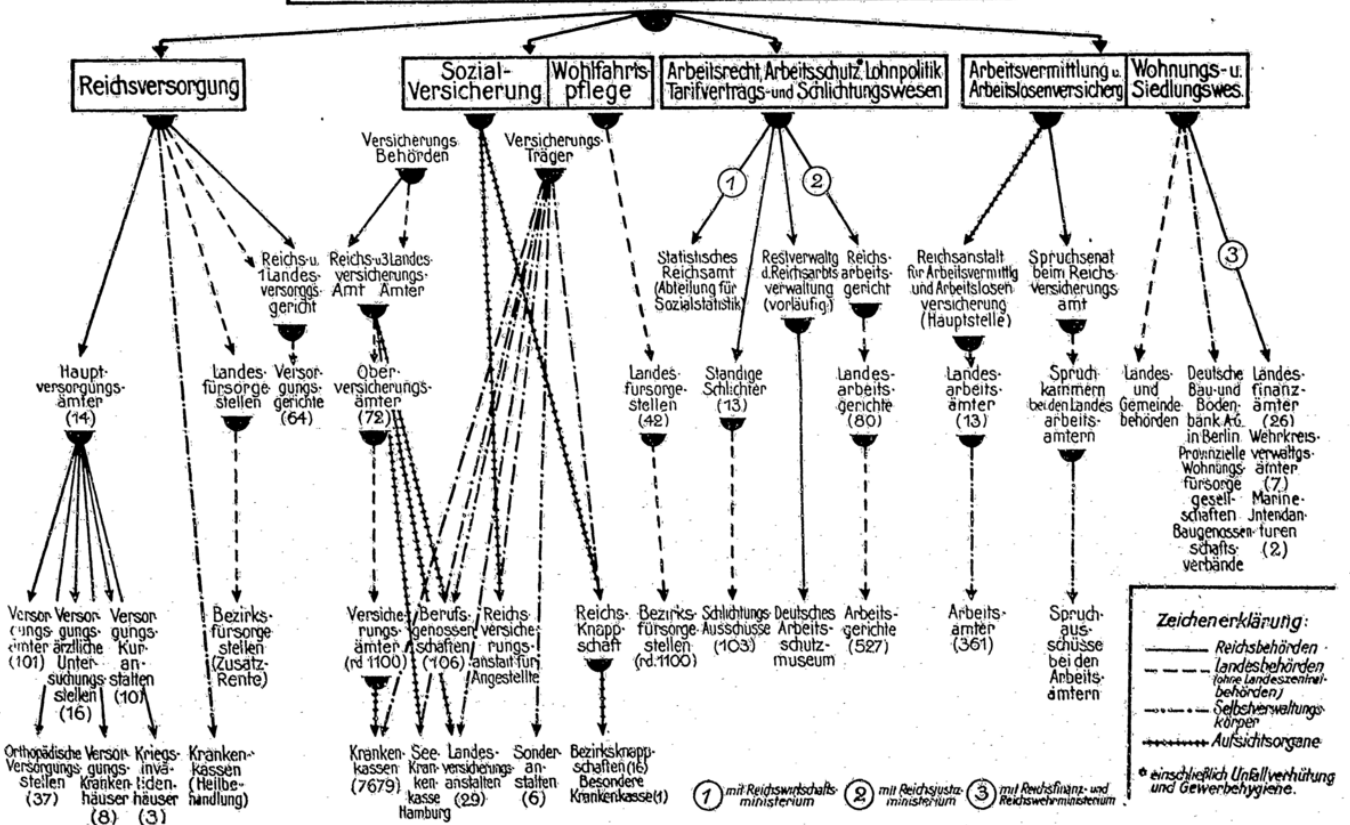 Reichsversorgung
Sozial-
Versicherung
Wohlfahrts-
pflege
Arbeitsrecht, Arbeitsschutz,* Lohnpolitik
Tarifvertrags- und Schlichtungswesen
Arbeitsvermittlung u.
Arbeitslosenversicherg
Wohnungs- u.
Siedlungswes.
Versicherungs
Behörden
Versicherungs-
Träger
1
2
3
Reichs- u.
1 Landes-
versorggs
gericht
Reichs- u 3 Landes-
versicherungs-
Amt Ämter
Statistisches
Reichsamt
(Abteilung für
Sozialstatistik)
Restverwaltg
d. Reichsarbts
verwaltung
(vorläufig)
Reichs-
arbeits-
gericht
Reichsanstalt
für Arbeitsvermittlg
und Arbeitslosen
versicherung
(Hauptstelle)
Spruchsenat
beim Reichs-
versicherungs
amt
Haupt-
versorgungs-
ämter
(14)
Landes-
fürsorge-
stellen
Versor-
gungs-
gerichte
(64)
Ober-
versicherungs-
ämter
(72)
Landes-
fürsorge-
stellen
(42)
Ständige
Schlichter
(13)
Landes-
arbeits-
gerichte
(80)
Landes-
arbeits-
ämter
(13)
Spruch-
kammern
bei den Landes
arbeits-
ämtern
Landes-
und
Gemeinde-
behörden
Deutsche
Bau-und
Boden-
bank A.G.
in Berlin
Provinzielle
Wohnungs-
fürsorge
gesell-
schaften
Baugenossen-
schafts-
verbände
Landes-
finanz-
ämter
(26)
Wehrkreis-
verwaltgs-
ämter
(7)
Marine-
Jntendan-
turen
(2)
Versor
gungs-
ämter
(101)
Versor
gungs-
ärztliche
Unter
suchungs
stellen
(16)
Versor
gungs-
Kur-
an-
stalten
(10)
Bezirks-
fürsorge
stellen
(Zusatz-
Rente)
Versiche-
rungs-
ämter
(rd 1100)
Berufs-
genossen
schaften
(106)
Reichs-
versiche-
rungs-
anstalt für
Angestellte
Reichs-
Knapp-
schaft
Bezirks-
fürsorge
stellen
(rd. 1100)
Schlichtungs-
Ausschüsse
(103)
Deutsches
Arbeits-
schutz-
museum
Arbeits-
gerichte
(527)
Arbeits-
ämter
(361)
Spruch-
aus-
schüsse
bei den
Arbeits-
ämtern
Orthopädische
Versorgungs-
stellen
(37)
Versor-
gungs-
Kranken-
häuser
(8)
Kriegs-
inva-
liden-
häuser
(3)
Kranken-
kassen
(Heilbe-
handlung)
Kranken-
kassen
(7679)
See-
Kran-
ken-
kasse
Hamburg
Landes-
versicherungs-
anstalten
(29)
Sonder-
an-
stalten
(6)
Bezirksknapp-
schaften (16)
Besondere
Krankenkasse (1)
1 mit Reichswirtschafts-
ministerium
2 mit Reichsjustiz-
ministerium
3 mit Reichsfinanz- und
Reichswehrministerium
Zeichenerklärung:
Reichsbehörden
Landesbehörden
(ohne Landeszentral-
behörden)
Selbstverwaltungs-
körper
Aufsichtsorgane
* einschließlich Unfallverhütung
und Gewerbehygiene.